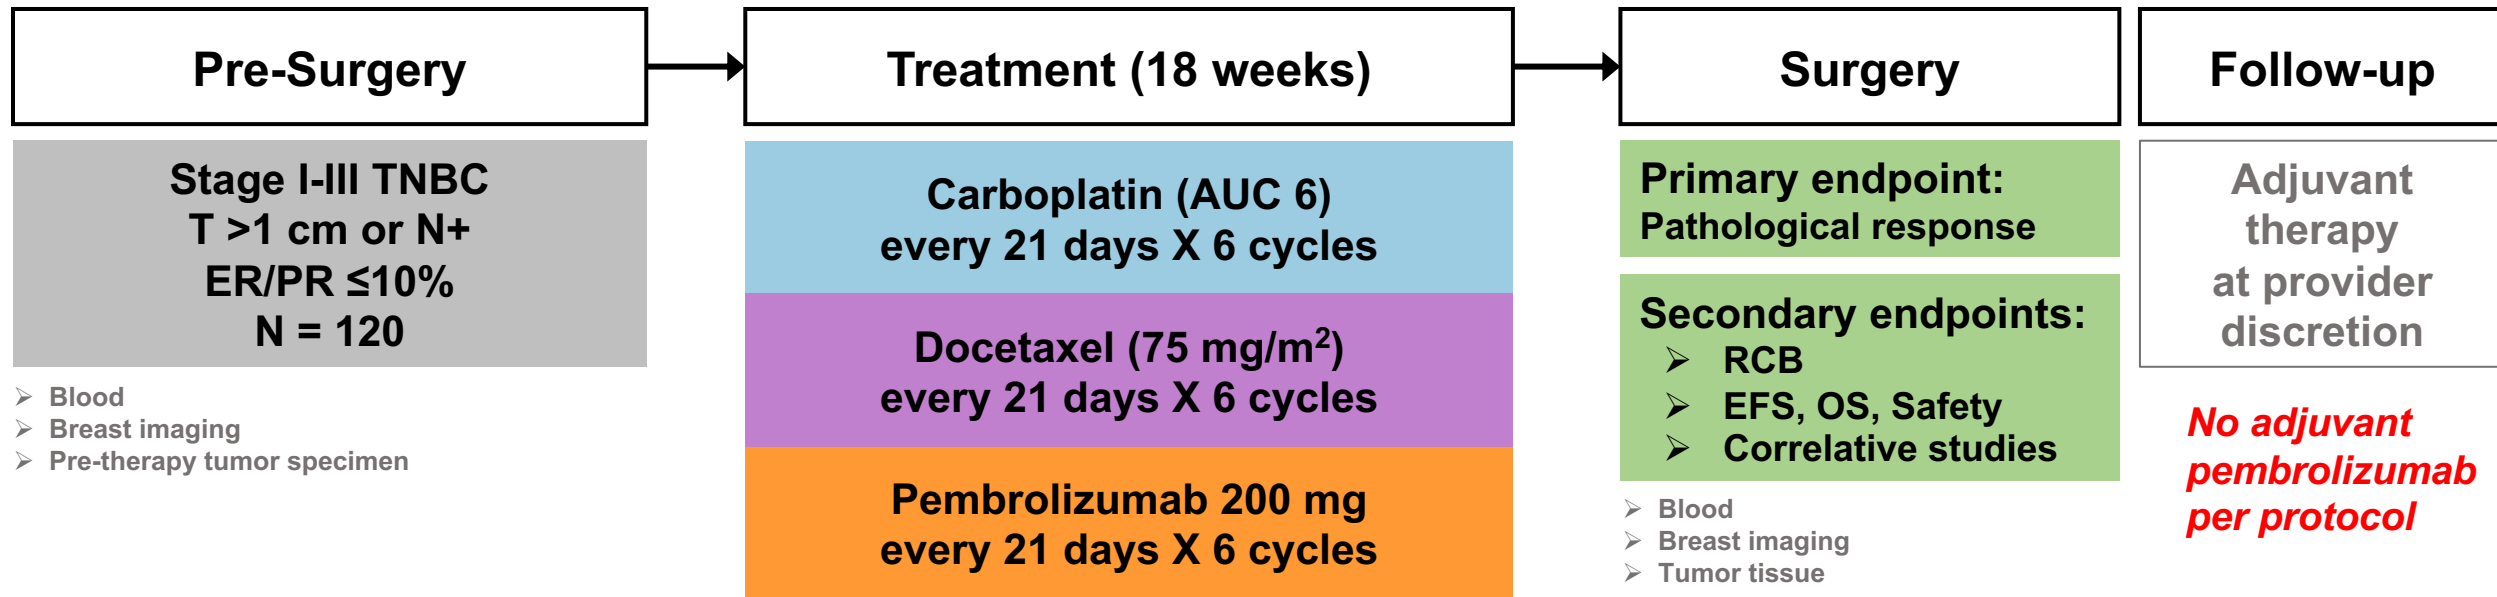 Pre-Surgery
Stage I-III TNBC
T >1 cm or N+
ER/PR ≤10%
N = 120
➢ Blood
➢ Breast imaging
➢ Pre-therapy tumor specimen
Treatment (18 weeks)
Carboplatin (AUC 6)
every 21 days X 6 cycles
Docetaxel (75 mg/m²)
every 21 days X 6 cycles
Pembrolizumab 200 mg
every 21 days X 6 cycles
Surgery
Primary endpoint:
Pathological response
Secondary endpoints:
➢ RCB
➢ EFS, OS, Safety
➢ Correlative studies
➢ Blood
➢ Breast imaging
➢ Tumor tissue
Follow-up
Adjuvant
therapy
at provider
discretion
No adjuvant
pembrolizumab
per protocol